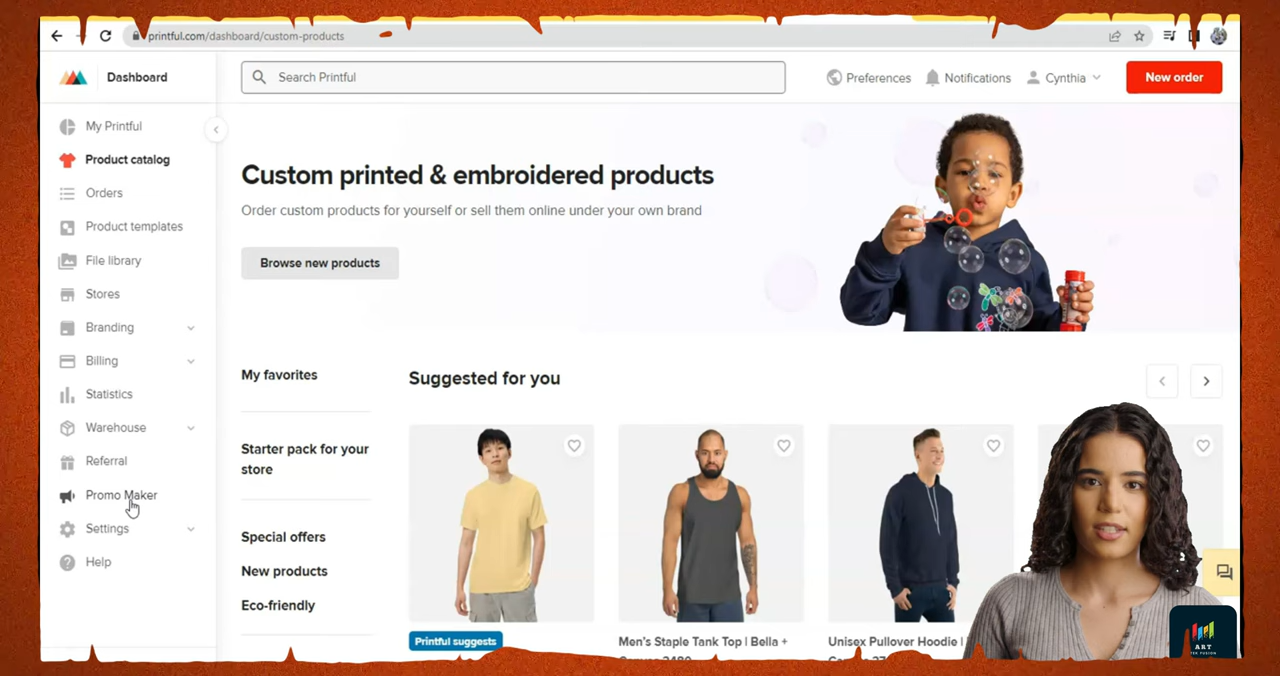 printful.com/dashboard/custom-products
Dashboard
Search Printful
Preferences
Notifications
Cynthia
New order
My Printful
Product catalog
Orders
Product templates
File library
Stores
Branding
Billing
Statistics
Warehouse
Referral
Promo Maker
Settings
Help
Custom printed & embroidered products
Order custom products for yourself or sell them online under your own brand
Browse new products
My favorites
Starter pack for your
store
Special offers
New products
Eco-friendly
Suggested for you
Printful suggests
Men's Staple Tank Top | Bella +
Unisex Pullover Hoodie |
ART